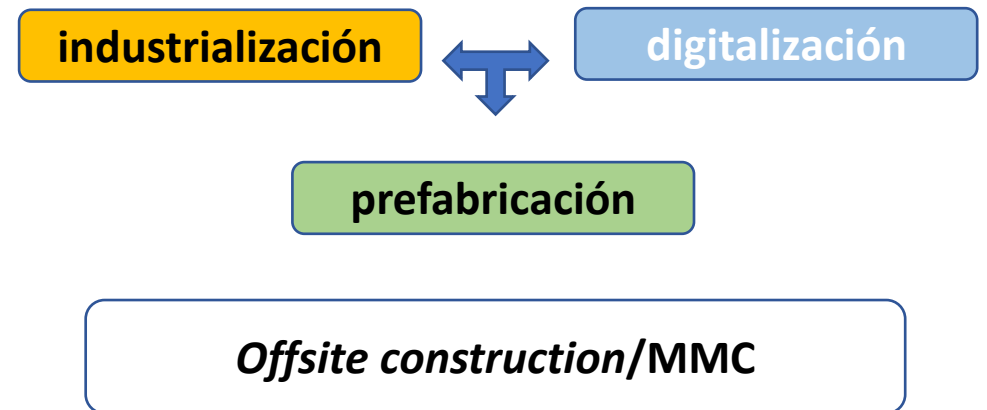 industrialización
digitalización
prefabricación
Offsite construction/MMC